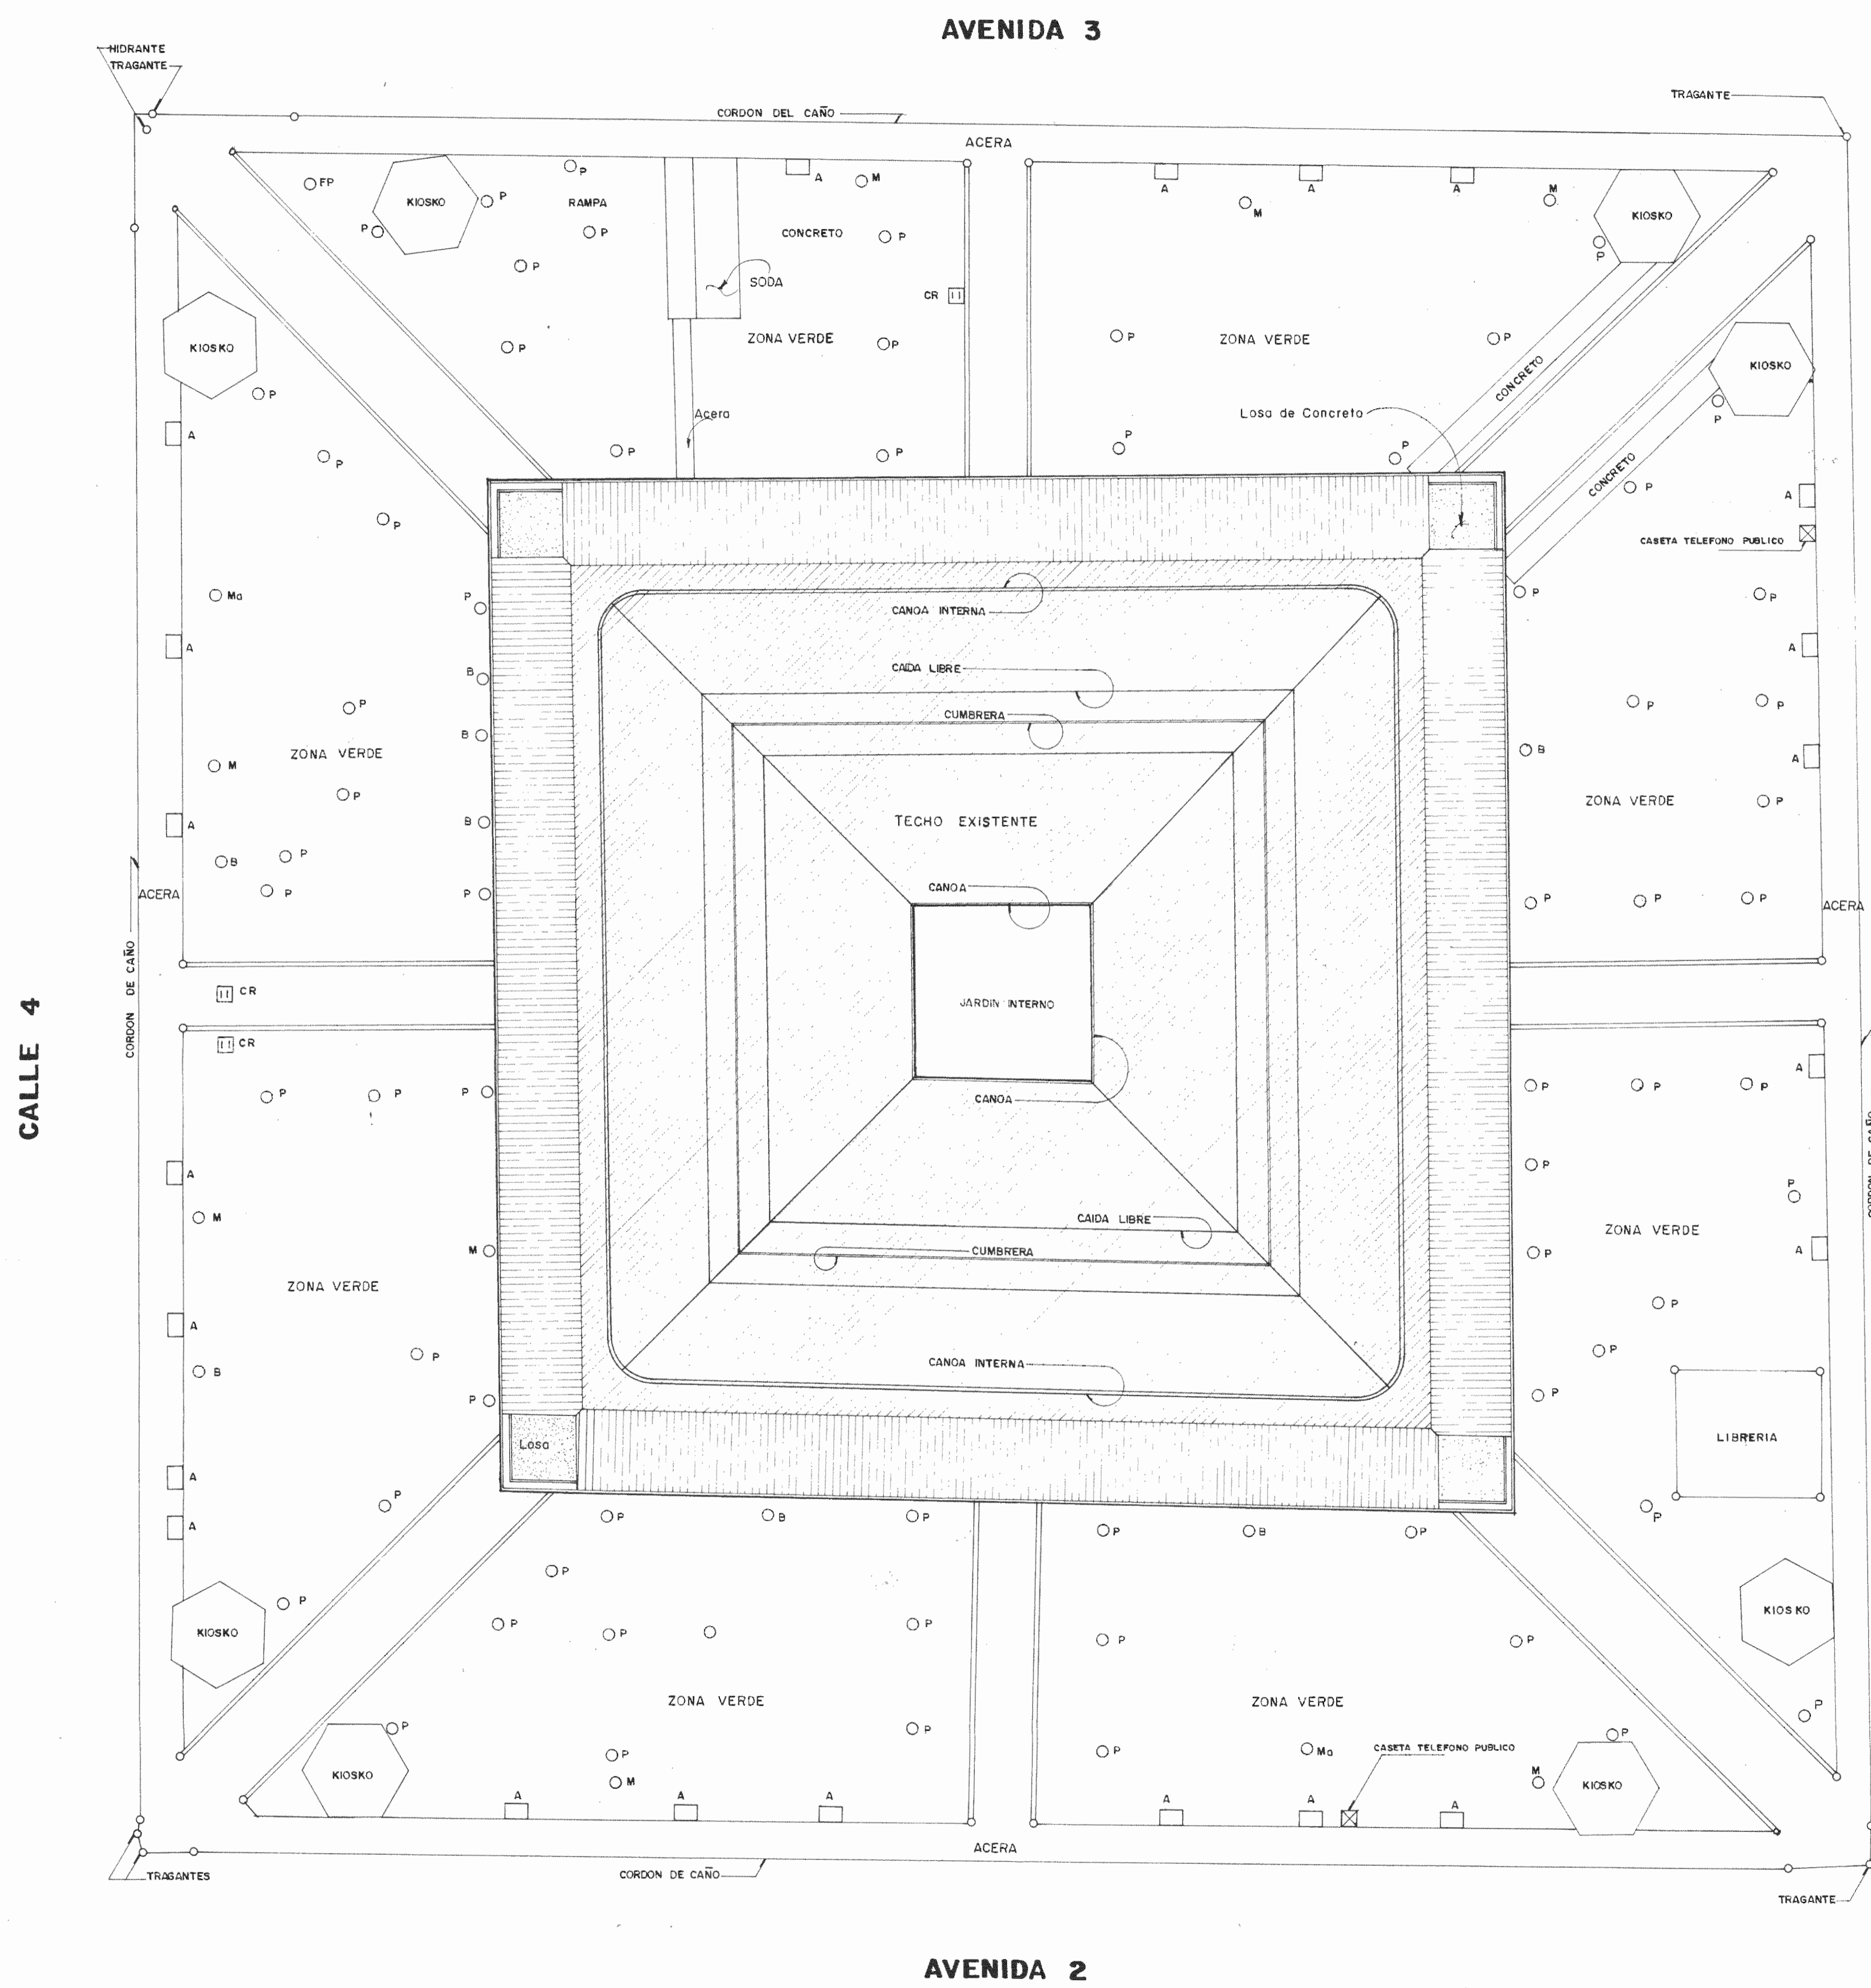 AVENIDA 3
HIDRANTE
TRAGANTE
TRAGANTE
CORDON DEL CAÑO
ACERA
P
A
M
A
A
A
M
M
FP
KIOSKO
P
RAMPA
P
P
CONCRETO
P
KIOSKO
P
P
SODA
CR
KIOSKO
P
ZONA VERDE
P
P
ZONA VERDE
P
KIOSKO
P
CONCRETO
P
A
Acera
Losa de Concreto
P
P
P
P
P
P
CONCRETO
P
A
P
CASETA TELEFONO PUBLICO
Ma
P
CANOA INTERNA
P
P
A
B
CAIDA LIBRE
A
P
CUMBRERA
P
P
B
B
ZONA VERDE
M
A
P
ZONA VERDE
P
A
B
TECHO EXISTENTE
B
P
P
P
CANOA
P
P
P
ACERA
ACERA
CORDON DE CAÑO
CALLE 4
CR
JARDIN INTERNO
CR
A
P
P
P
CANOA
P
P
P
A
P
P
M
M
CAIDA LIBRE
ZONA VERDE
A
CUMBRERA
P
ZONA VERDE
P
A
P
P
B
CANOA INTERNA
P
P
Losa
LIBRERIA
A
P
A
P
B
P
P
B
P
P
P
P
KIOSKO
P
P
P
P
P
KIOSKO
ZONA VERDE
ZONA VERDE
P
P
P
P
P
P
Ma
CASETA TELEFONO PUBLICO
KIOSKO
M
M
KIOSKO
A
A
A
A
A
A
ACERA
TRAGANTES
CORDON DE CAÑO
TRAGANTE
AVENIDA 2